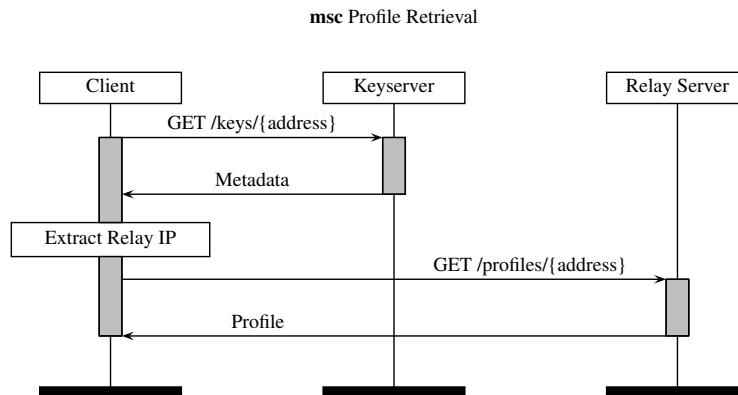 msc Profile Retrieval
Client
Keyserver
Relay Server
GET /keys/{address}
Metadata
Extract Relay IP
GET /profiles/{address}
Profile